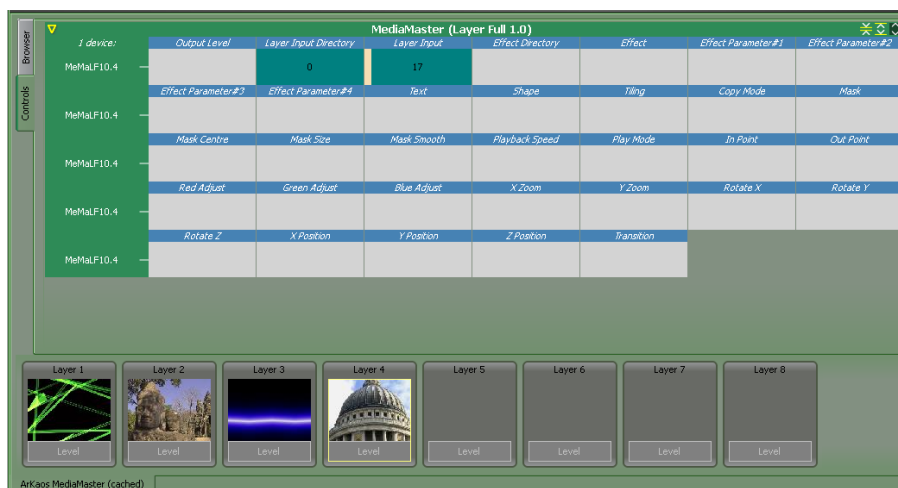 MediaMaster (Layer Full 1.0)
1 device: Output Level Layer Input Directory Layer Input Effect Directory Effect Effect Parameter#1 Effect Parameter#2
MeMaLF10.4 0 17
Effect Parameter#3 Effect Parameter#4 Text Shape Tiling Copy Mode Mask
MeMaLF10.4
Mask Centre Mask Size Mask Smooth Playback Speed Play Mode In Point Out Point
MeMaLF10.4
Red Adjust Green Adjust Blue Adjust X Zoom Y Zoom Rotate X Rotate Y
MeMaLF10.4
Rotate Z X Position Y Position Z Position Transition
MeMaLF10.4
Browser
Controls
Layer 1 Layer 2 Layer 3 Layer 4 Layer 5 Layer 6 Layer 7 Layer 8
Level Level Level Level Level Level Level Level
ArKaos MediaMaster (cached)